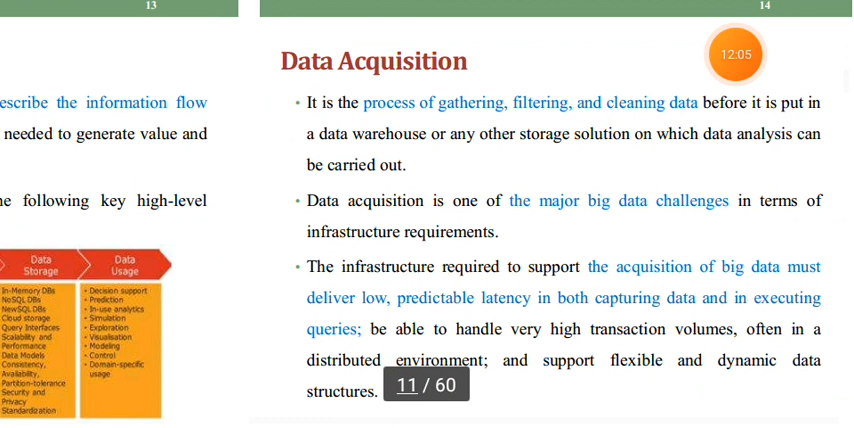 13
escribe the information flow
needed to generate value and
he following key high-level
Data
Storage
In-Memory DBs
NoSQL DBs
NewSQL DBs
Cloud storage
Query Interfaces
Scalability and
Performance
Data Models
Consistency,
Availability,
Partition-tolerance
Security and
Privacy
Standardization
Data
Usage
• Decision support
• Prediction
• In-use analytics
• Simulation
• Exploration
• Visualisation
• Modeling
• Control
• Domain-specific
usage
14
Data Acquisition
12:05
• It is the process of gathering, filtering, and cleaning data before it is put in
a data warehouse or any other storage solution on which data analysis can
be carried out.
• Data acquisition is one of the major big data challenges in terms of
infrastructure requirements.
• The infrastructure required to support the acquisition of big data must
deliver low, predictable latency in both capturing data and in executing
queries; be able to handle very high transaction volumes, often in a
distributed environment; and support flexible and dynamic data
structures.
11 / 60